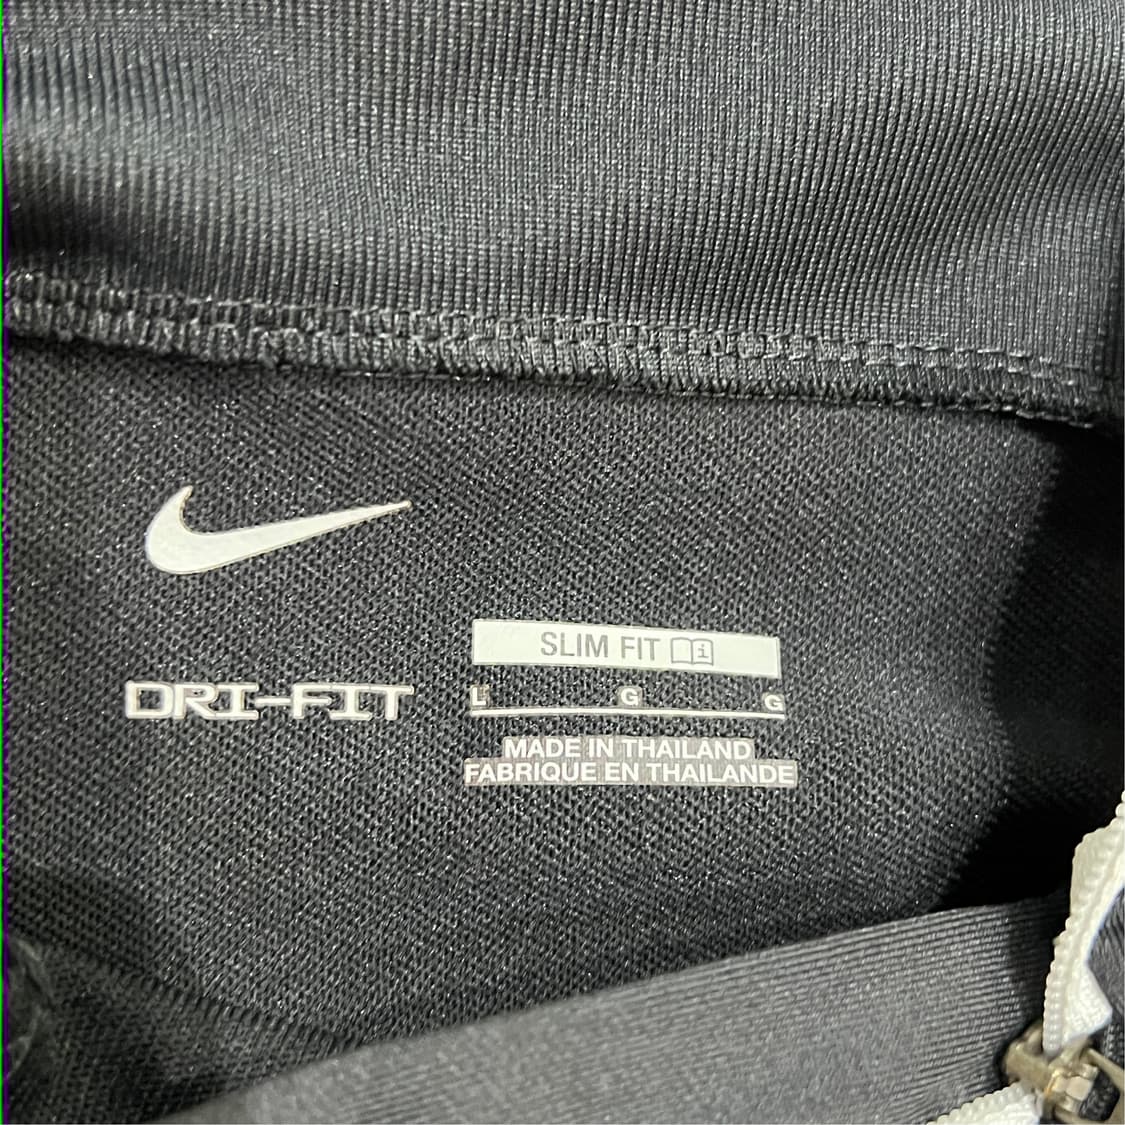 DRI-FIT
SLIM FIT
L G G
MADE IN THAILAND
FABRIQUE EN THAILANDE